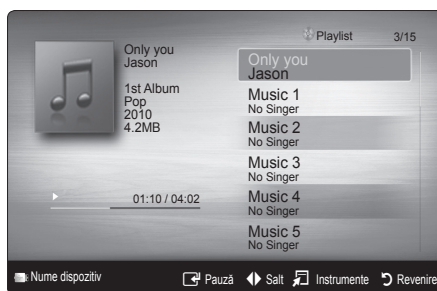 Playlist 3/15
Only you
Jason
1st Album
Pop
2010
4.2MB
01:10 / 04:02
Only you
Jason
Music 1
No Singer
Music 2
No Singer
Music 3
No Singer
Music 4
No Singer
Music 5
No Singer
Nume dispozitiv Pauză Salt Instrumente Revenire